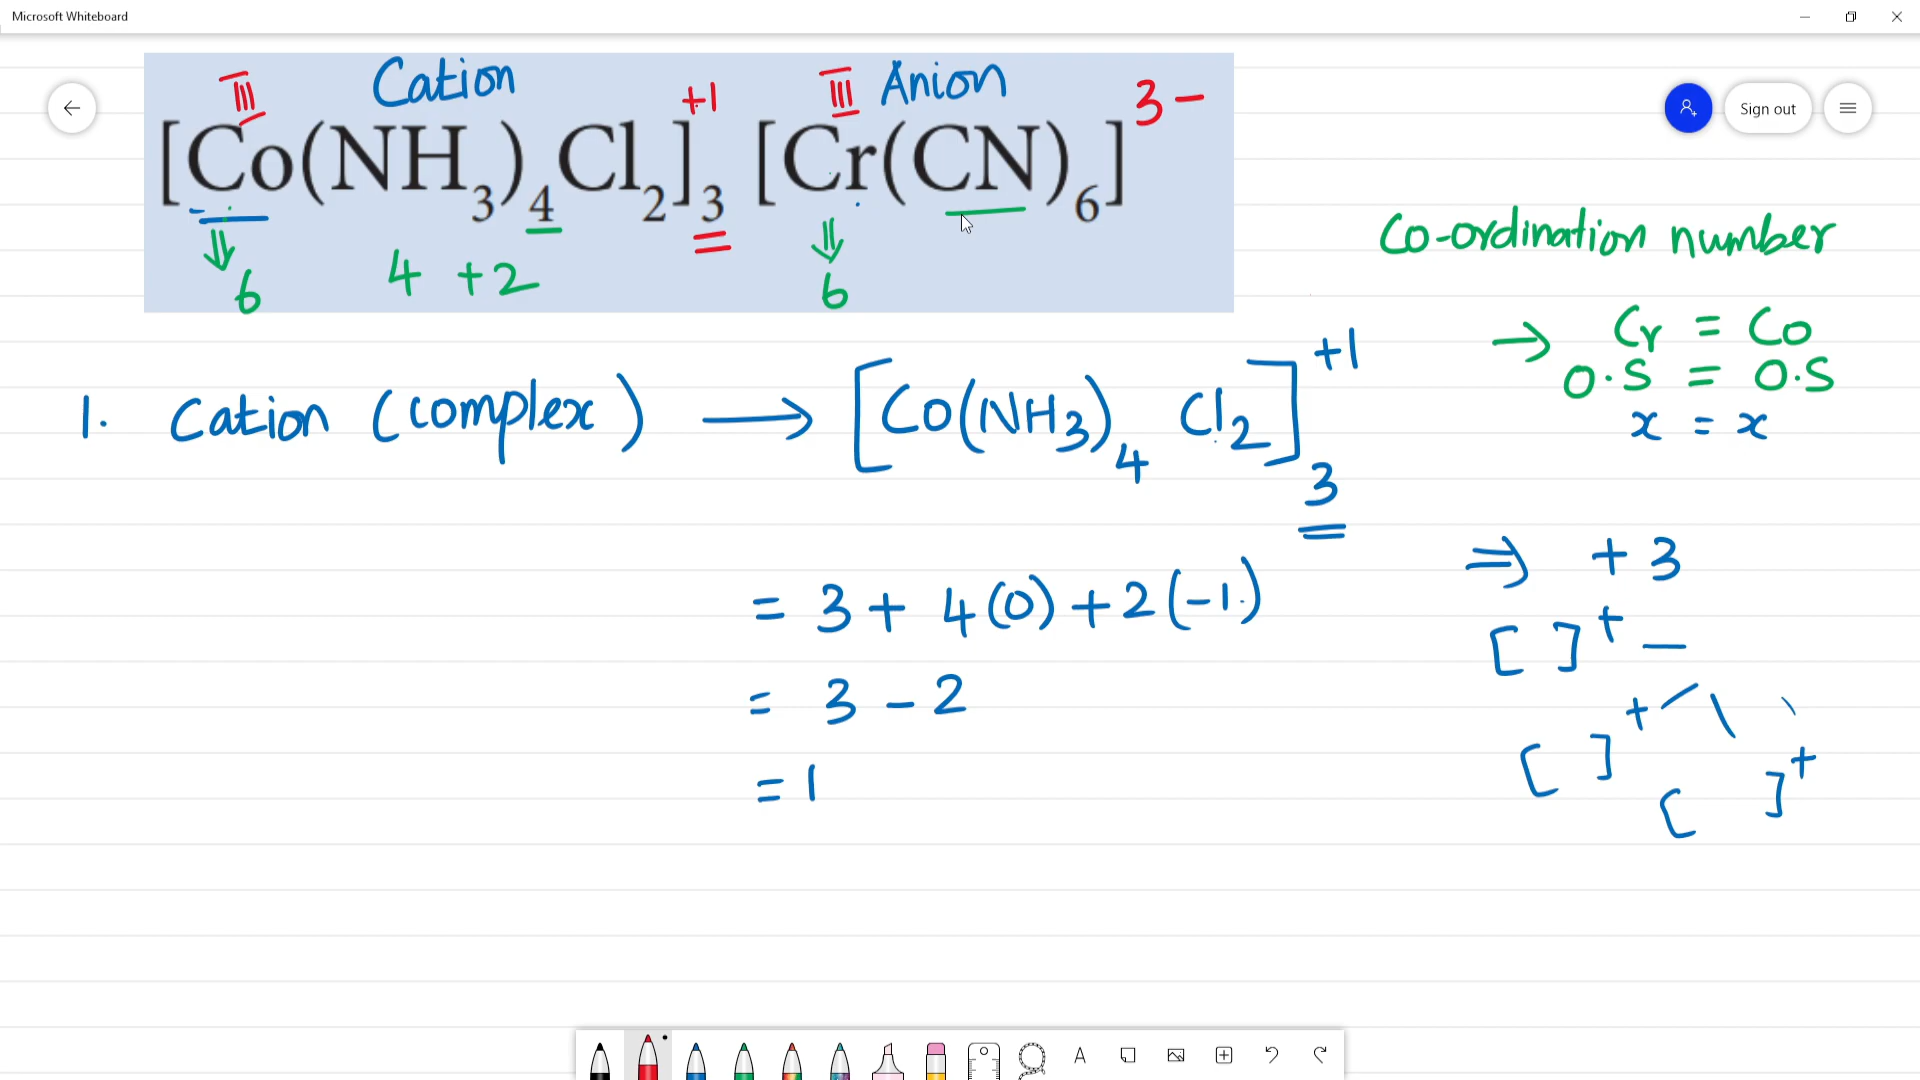 Microsoft Whiteboard
Sign out
III Cation +1 III Anion 3 -
[Co(NH3)4Cl2]3 [Cr(CN)6]
6 4 + 2 6
Co-ordination number
→ Cr = Co
O.S = O.S
x = x
1. Cation (complex) → [Co(NH3)4 Cl2]3 +1
= 3 + 4(0) + 2(-1)
= 3 - 2
= 1
⇒ + 3
[ ]+ —
[ ]+
[ ]+
A